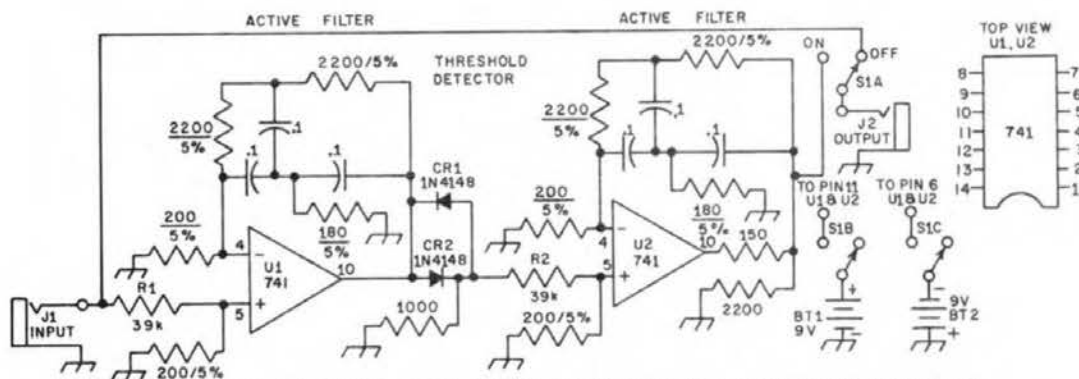 ACTIVE FILTER
ACTIVE FILTER
TOP VIEW
U1, U2
2200/5%
THRESHOLD
DETECTOR
2200/5%
ON
OFF
S1A
8
9
10
11
12
13
14
741
7
6
5
4
3
2
1
2200
5%
.1
2200
5%
.1
J2
OUTPUT
.1
.1
CR1
1N4148
.1
.1
TO PIN 11
U1 & U2
TO PIN 6
U1 & U2
200
5%
180
5%
200
5%
180
5%
S1B
S1C
4
-
U1
741
+
5
10
CR2
1N4148
4
-
U2
741
+
5
10
150
J1
INPUT
R1
39k
1000
R2
39k
2200
+
BT1
9V
-
-
9V
BT2
+
200/5%
200/5%